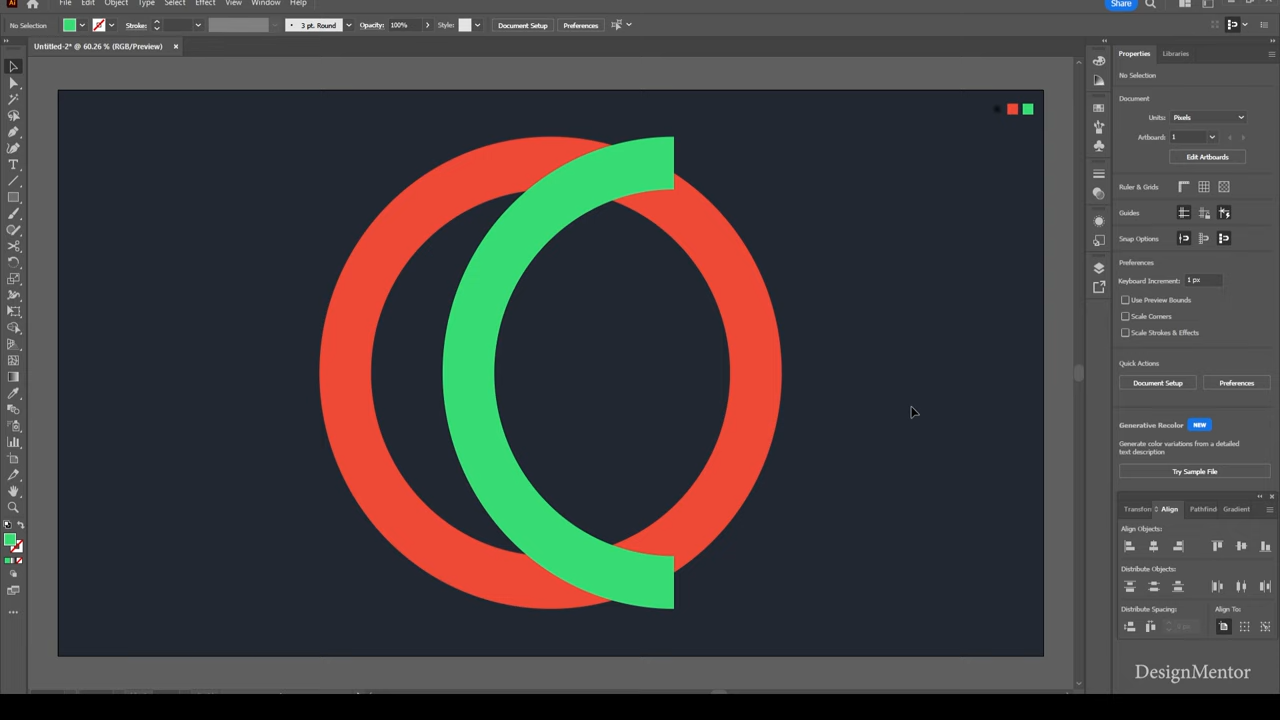 Ai File Edit Object Type Select Effect View Window Help Share
No Selection Stroke: 3 pt. Round Opacity: 100% Style: Document Setup Preferences
Untitled-2* @ 60.26 % (RGB/Preview) ×
Properties Libraries
No Selection
Document
Units: Pixels
Artboard: 1
Edit Artboards
Ruler & Grids
Guides
Snap Options
Preferences
Keyboard Increment: 1 px
Use Preview Bounds
Scale Corners
Scale Strokes & Effects
Quick Actions
Document Setup Preferences
Generative Recolor NEW
Generate color variations from a detailed
text description
Try Sample File
Transform Align Pathfind Gradient
Align Objects:
Distribute Objects:
Distribute Spacing: Align To:
DesignMentor